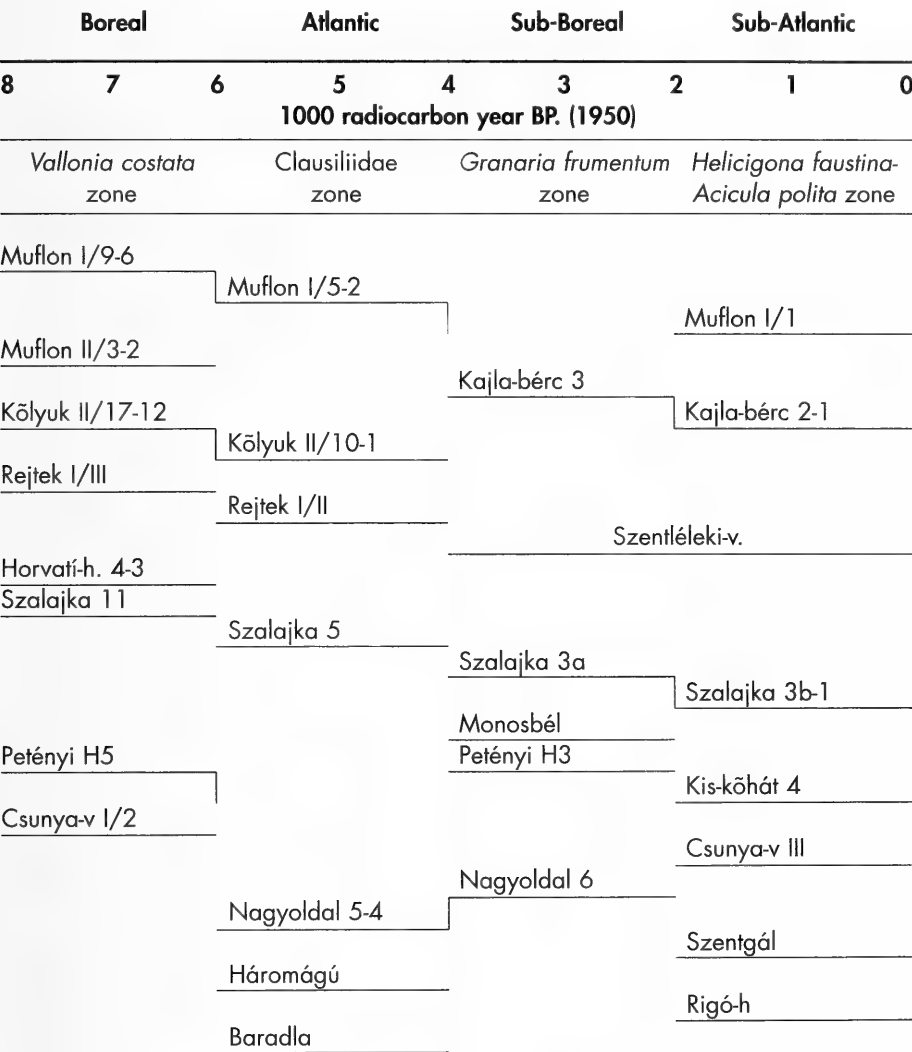 Boreal Atlantic Sub-Boreal Sub-Atlantic
8 7 6 5 4 3 2 1 0
1000 radiocarbon year BP. (1950)
Vallonia costata Clausiliidae Granaria frumentum Helicigona faustina-
zone zone zone Acicula polita zone
Muflon I/9-6
Muflon I/5-2
Muflon I/1
Muflon II/3-2
Kajla-bérc 3
Kõlyuk II/17-12 Kajla-bérc 2-1
Kõlyuk II/10-1
Rejtek I/III
Rejtek I/II
Szentléleki-v.
Horvatí-h. 4-3
Szalajka 11
Szalajka 5
Szalajka 3a
Szalajka 3b-1
Monosbél
Petényi H5 Petényi H3
Kis-kõhát 4
Csunya-v I/2
Csunya-v III
Nagyoldal 6
Nagyoldal 5-4
Szentgál
Háromágú
Rigó-h
Baradla